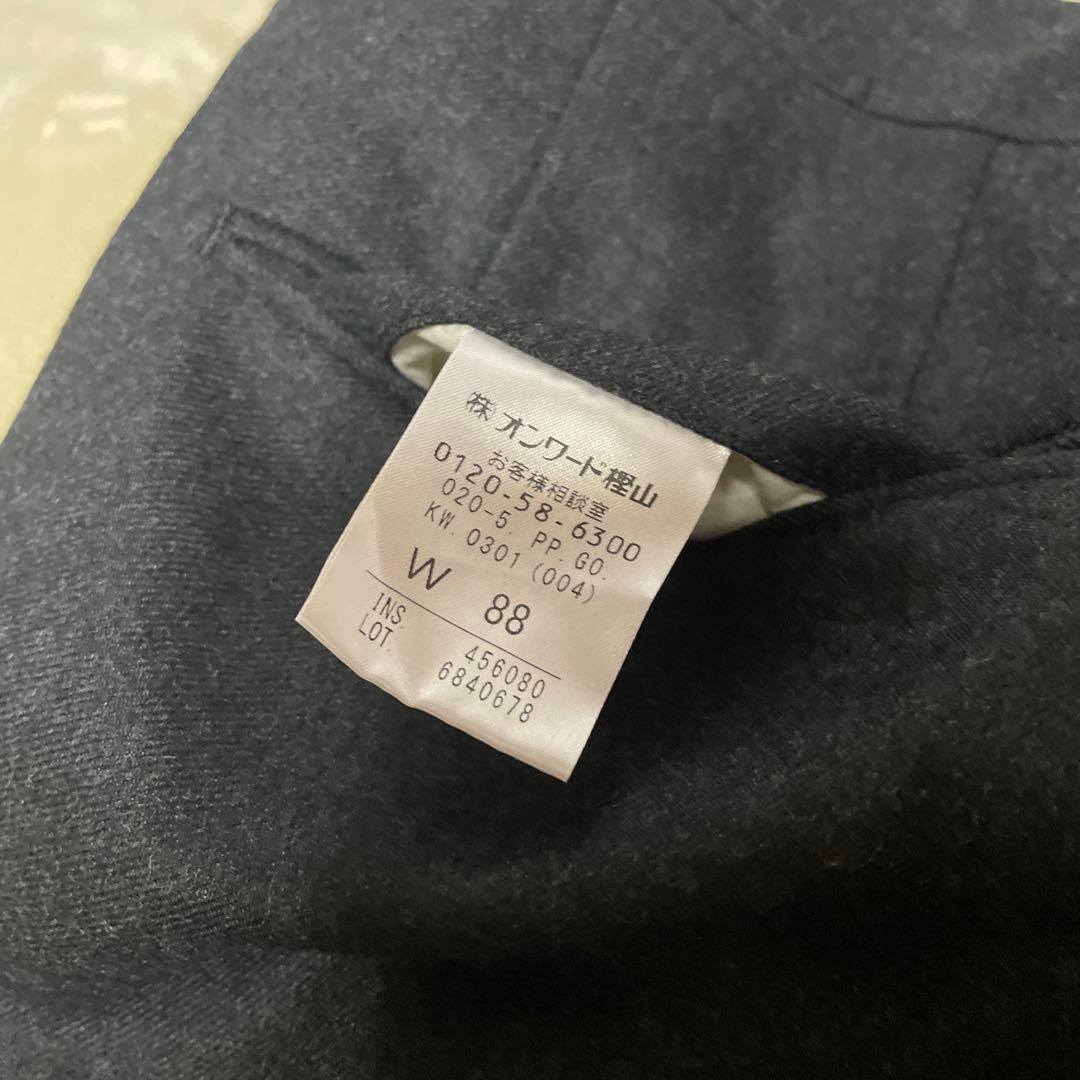 ㈱オンワード樫山
お客様相談室
0120-58-6300
020-5. PP. GO.
KW. 0301 (004)
W 88
INS. 456080
LOT. 6840678